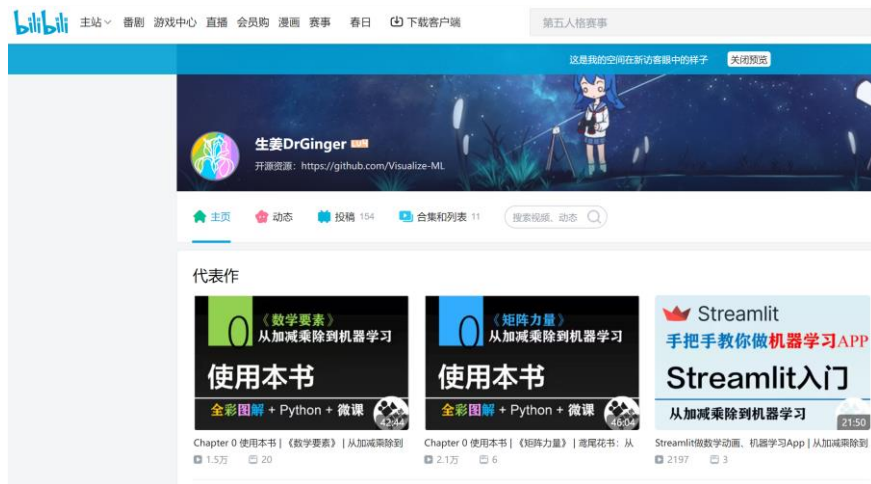 bilibili 主站 番剧 游戏中心 直播 会员购 漫画 赛事 春日 下载客户端 第五人格赛事
这是我的空间在新访客眼中的样子 关闭预览
生姜DrGinger
开源资源：https://github.com/Visualize-ML
主页 动态 投稿 154 合集和列表 11 搜索视频、动态
代表作
0
《数学要素》
从加减乘除到机器学习
使用本书
全彩图解 + Python + 微课
42:44
Chapter 0 使用本书 | 《数学要素》 | 从加减乘除到
1.5万 20
0
《矩阵力量》
从加减乘除到机器学习
使用本书
全彩图解 + Python + 微课
46:04
Chapter 0 使用本书 | 《矩阵力量》 | 鸢尾花书：从
2.1万 6
Streamlit
手把手教你做机器学习APP
Streamlit入门
从加减乘除到机器学习
21:50
Streamlit做数学动画、机器学习App | 从加减乘除到
2197 3